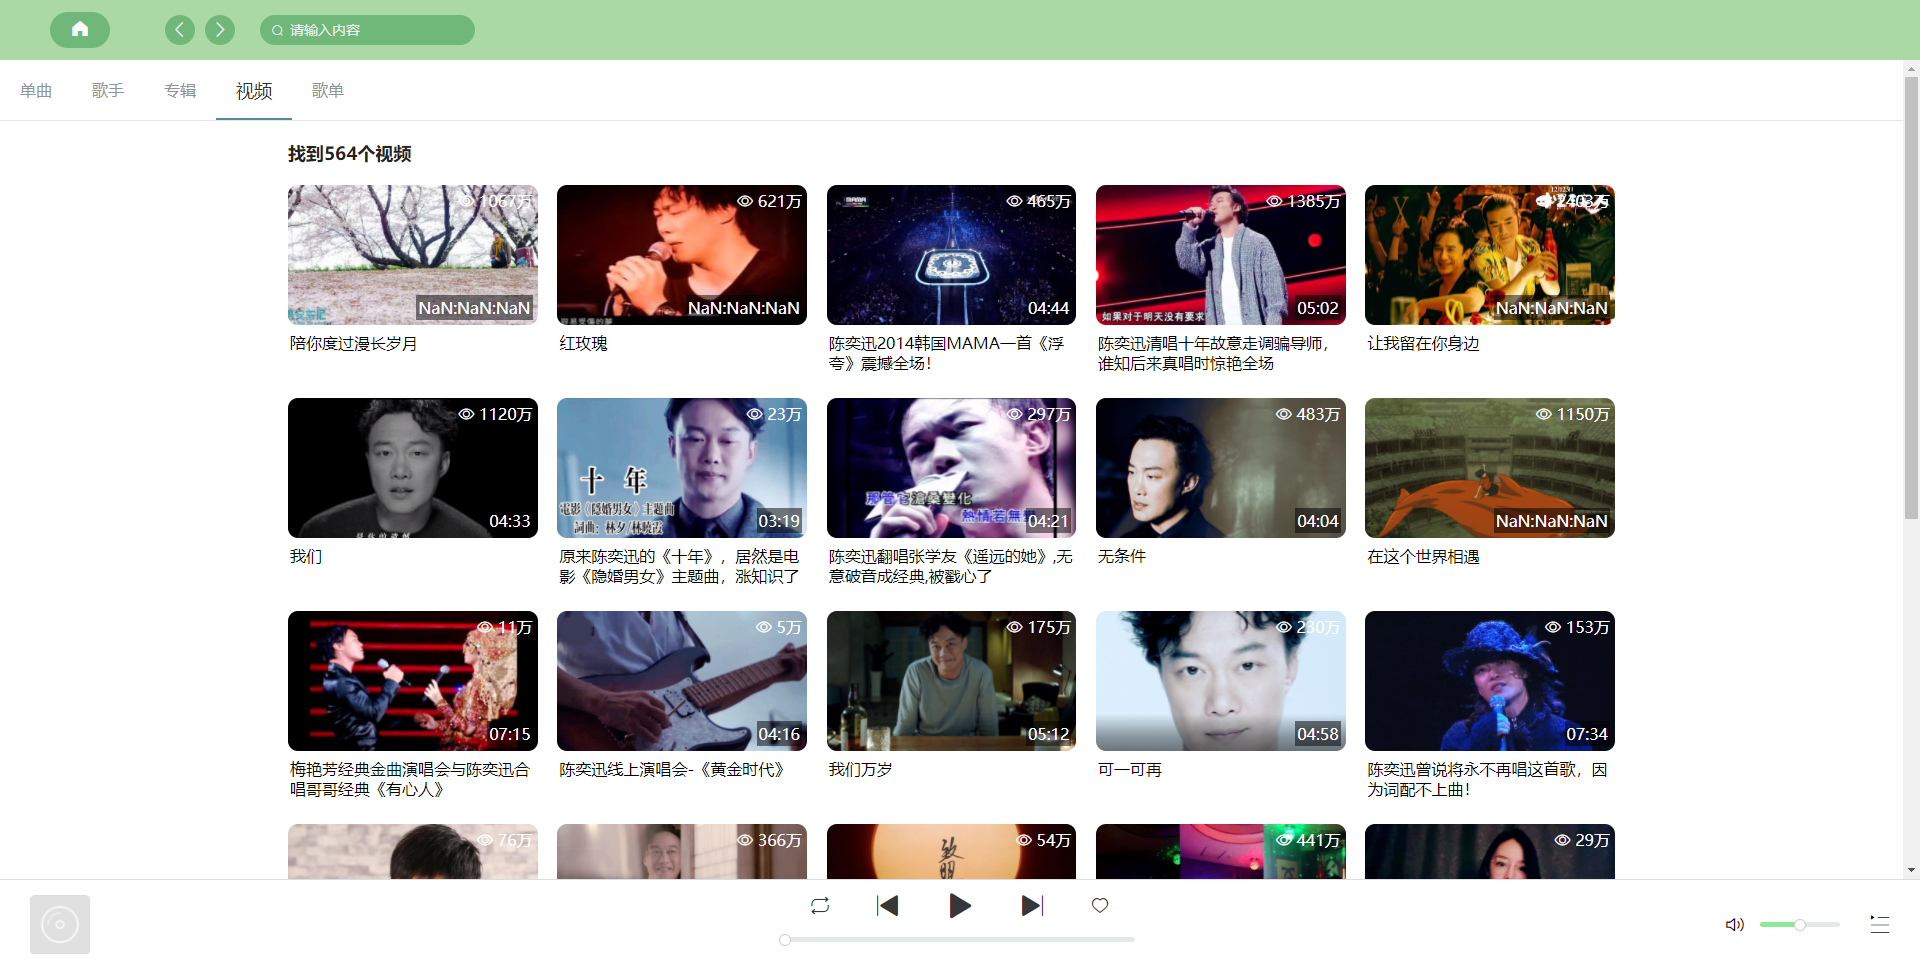 请输入内容
单曲 歌手 专辑 视频 歌单
找到564个视频
1067万
NaN:NaN:NaN
陪你度过漫长岁月
621万
NaN:NaN:NaN
红玫瑰
MAMA
465万
04:44
陈奕迅2014韩国MAMA一首《浮
夸》震撼全场！
1385万
如果对于明天没有要求
05:02
陈奕迅清唱十年故意走调骗导师，
谁知后来真唱时惊艳全场
2403万
NaN:NaN:NaN
让我留在你身边
1120万
04:33
我们
23万
十年
電影《隐婚男女》主題曲
詞曲：林夕/林曉霞
03:19
原来陈奕迅的《十年》，居然是电
影《隐婚男女》主题曲，涨知识了
297万
那管它滄桑變化
熱情若無
04:21
陈奕迅翻唱张学友《遥远的她》,无
意破音成经典,被戳心了
483万
04:04
无条件
1150万
NaN:NaN:NaN
在这个世界相遇
11万
07:15
梅艳芳经典金曲演唱会与陈奕迅合
唱哥哥经典《有心人》
5万
04:16
陈奕迅线上演唱会-《黄金时代》
175万
05:12
我们万岁
230万
04:58
可一可再
153万
07:34
陈奕迅曾说将永不再唱这首歌，因
为词配不上曲！
76万
366万
54万
致
明
441万
29万